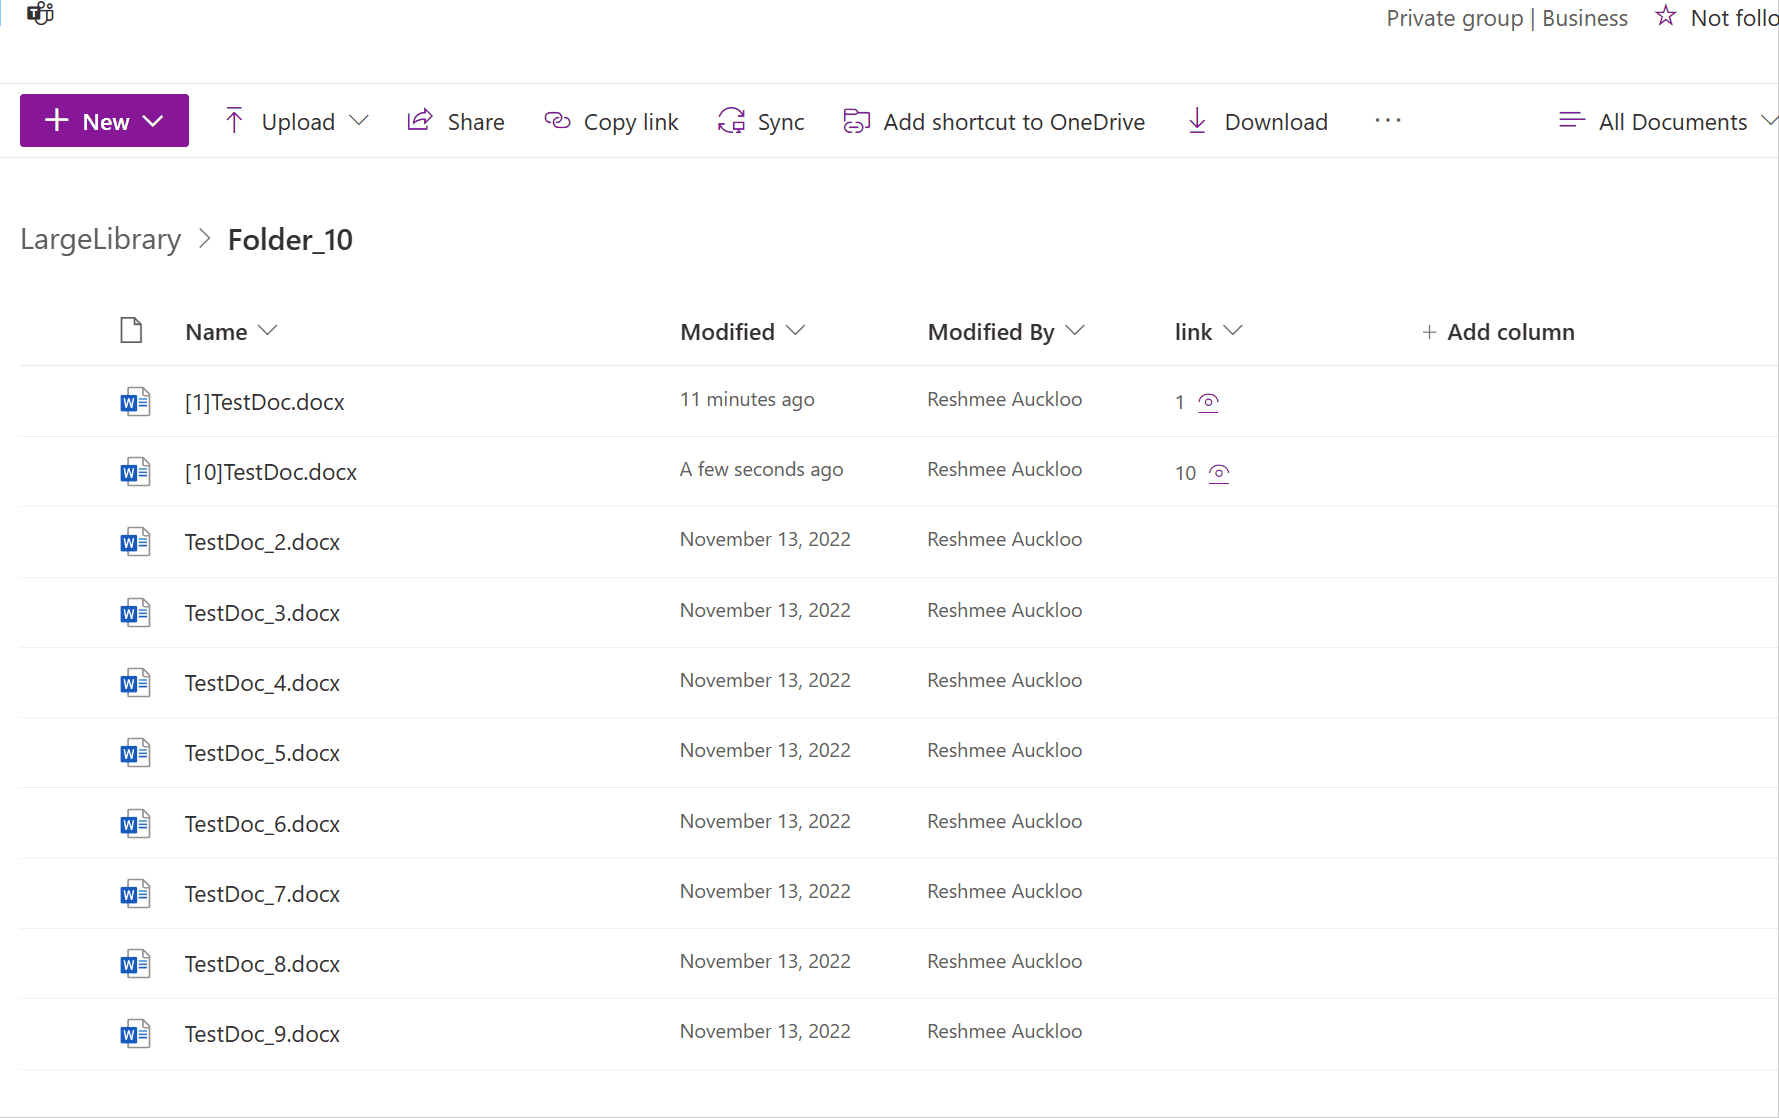 Private group | Business Not follo
New Upload Share Copy link Sync Add shortcut to OneDrive Download ··· All Documents
LargeLibrary > Folder_10
Name Modified Modified By link + Add column
[1]TestDoc.docx 11 minutes ago Reshmee Auckloo 1
[10]TestDoc.docx A few seconds ago Reshmee Auckloo 10
TestDoc_2.docx November 13, 2022 Reshmee Auckloo
TestDoc_3.docx November 13, 2022 Reshmee Auckloo
TestDoc_4.docx November 13, 2022 Reshmee Auckloo
TestDoc_5.docx November 13, 2022 Reshmee Auckloo
TestDoc_6.docx November 13, 2022 Reshmee Auckloo
TestDoc_7.docx November 13, 2022 Reshmee Auckloo
TestDoc_8.docx November 13, 2022 Reshmee Auckloo
TestDoc_9.docx November 13, 2022 Reshmee Auckloo